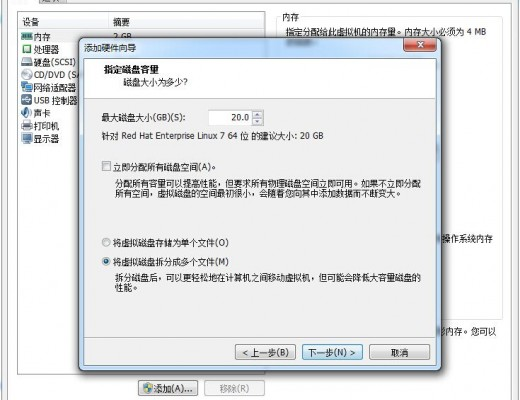 设备 摘要
内存 2 GB
处理器
硬盘(SCSI)
CD/DVD (SA
网络适配器
USB 控制器
声卡
打印机
显示器
内存
指定分配给此虚拟机的内存量。内存大小必须为 4 MB
添加硬件向导
指定磁盘容量
磁盘大小为多少?
最大磁盘大小(GB)(S): 20.0
针对 Red Hat Enterprise Linux 7 64 位 的建议大小: 20 GB
立即分配所有磁盘空间(A)。
分配所有容量可以提高性能，但要求所有物理磁盘空间立即可用。如果不立即分配
所有空间，虚拟磁盘的空间最初很小，会随着您向其中添加数据而不断变大。
将虚拟磁盘存储为单个文件(O)
将虚拟磁盘拆分成多个文件(M)
拆分磁盘后，可以更轻松地在计算机之间移动虚拟机，但可能会降低大容量磁盘的
性能。
操作系统内存
内存。您可以
< 上一步(B) 下一步(N) > 取消
添加(A)... 移除(R)